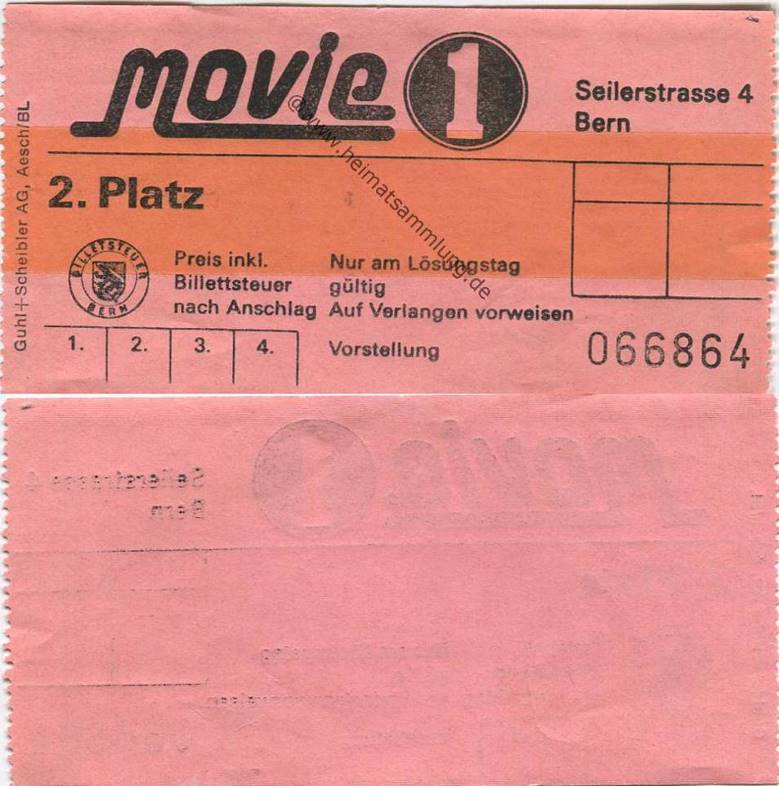 movie 1
Seilerstrasse 4
Bern
Guhl+Scheibler AG, Aesch/BL
2. Platz
BILLETSTEUER
BERN
Preis inkl.
Billettsteuer
nach Anschlag
Nur am Lösungstag
gültig
Auf Verlangen vorweisen
1. 2. 3. 4. Vorstellung
066864
@www.heimatsammlung.de